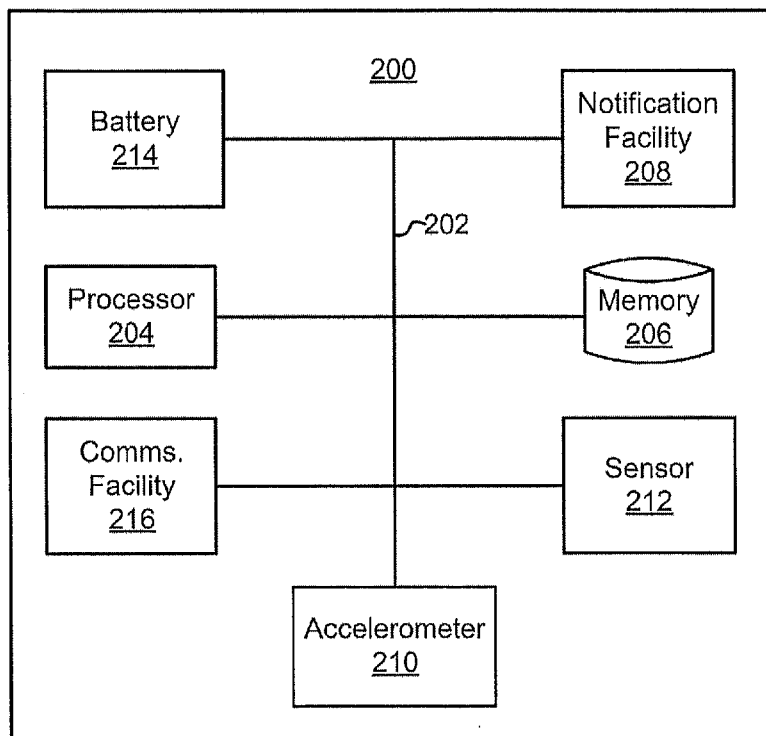 200
Battery
214
Notification
Facility
208
202
Processor
204
Memory
206
Comms.
Facility
216
Sensor
212
Accelerometer
210